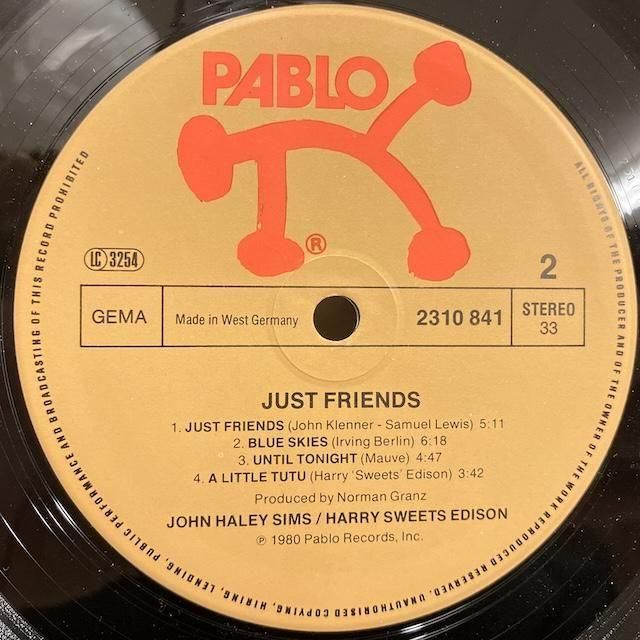 PABLO
®
LC 3254
2
GEMA
Made in West Germany
2310 841
STEREO
33
JUST FRIENDS
1. JUST FRIENDS (John Klenner - Samuel Lewis) 5:11
2. BLUE SKIES (Irving Berlin) 6:18
3. UNTIL TONIGHT (Mauve) 4:47
4. A LITTLE TUTU (Harry 'Sweets' Edison) 3:42
Produced by Norman Granz
JOHN HALEY SIMS / HARRY SWEETS EDISON
℗ 1980 Pablo Records, Inc.
ALL RIGHTS OF THE PRODUCER AND OF THE OWNER OF THE WORK REPRODUCED RESERVED. UNAUTHORISED COPYING, HIRING, LENDING, PUBLIC PERFORMANCE AND BROADCASTING OF THIS RECORD PROHIBITED